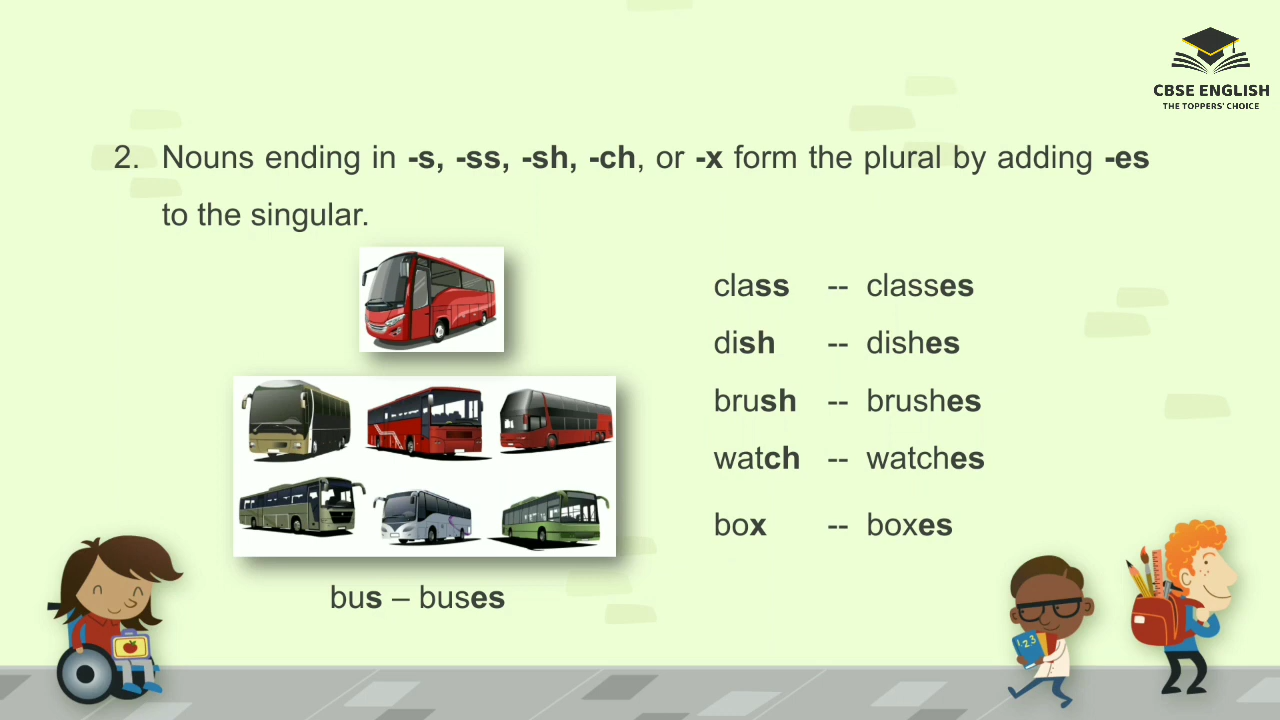 CBSE ENGLISH
THE TOPPERS' CHOICE
2. Nouns ending in -s, -ss, -sh, -ch, or -x form the plural by adding -es
to the singular.
class -- classes
dish -- dishes
brush -- brushes
watch -- watches
box -- boxes
bus – buses
123